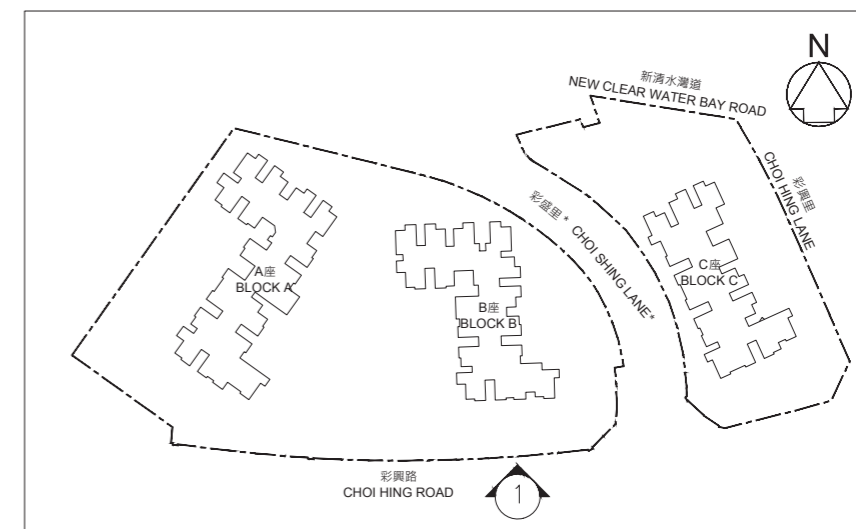 N
新清水灣道
NEW CLEAR WATER BAY ROAD
彩興里
CHOI HING LANE
彩盛里* CHOI SHING LANE*
A座
BLOCK A
B座
BLOCK B
C座
BLOCK C
彩興路
CHOI HING ROAD
1